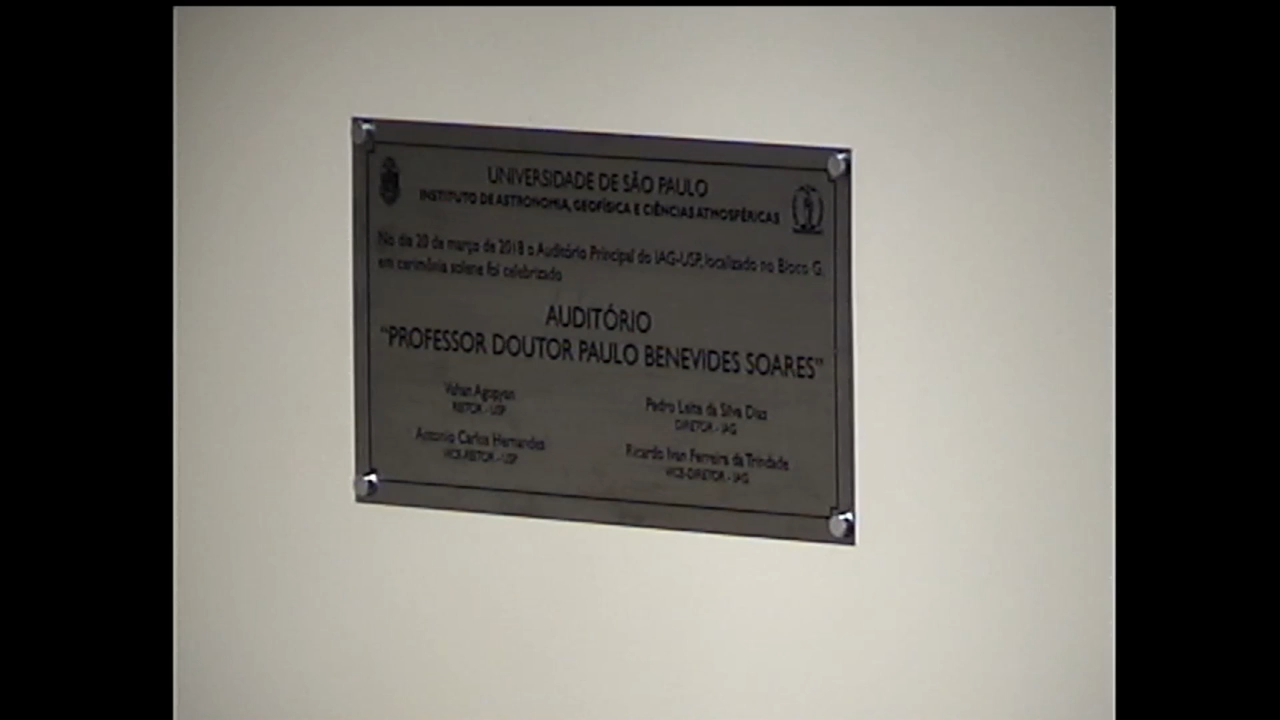 UNIVERSIDADE DE SÃO PAULO
INSTITUTO DE ASTRONOMIA, GEOFÍSICA E CIÊNCIAS ATMOSFÉRICAS
No dia 20 de março de 2018 o Auditório Principal do IAG-USP, localizado no Bloco G,
em cerimônia solene foi celebrizado
AUDITÓRIO
“PROFESSOR DOUTOR PAULO BENEVIDES SOARES”
Vahan Agopyan
REITOR - USP
Antonio Carlos Hernandes
VICE-REITOR - USP
Pedro Leite da Silva Dias
DIRETOR - IAG
Ricardo Ivan Ferreira da Trindade
VICE-DIRETOR - IAG